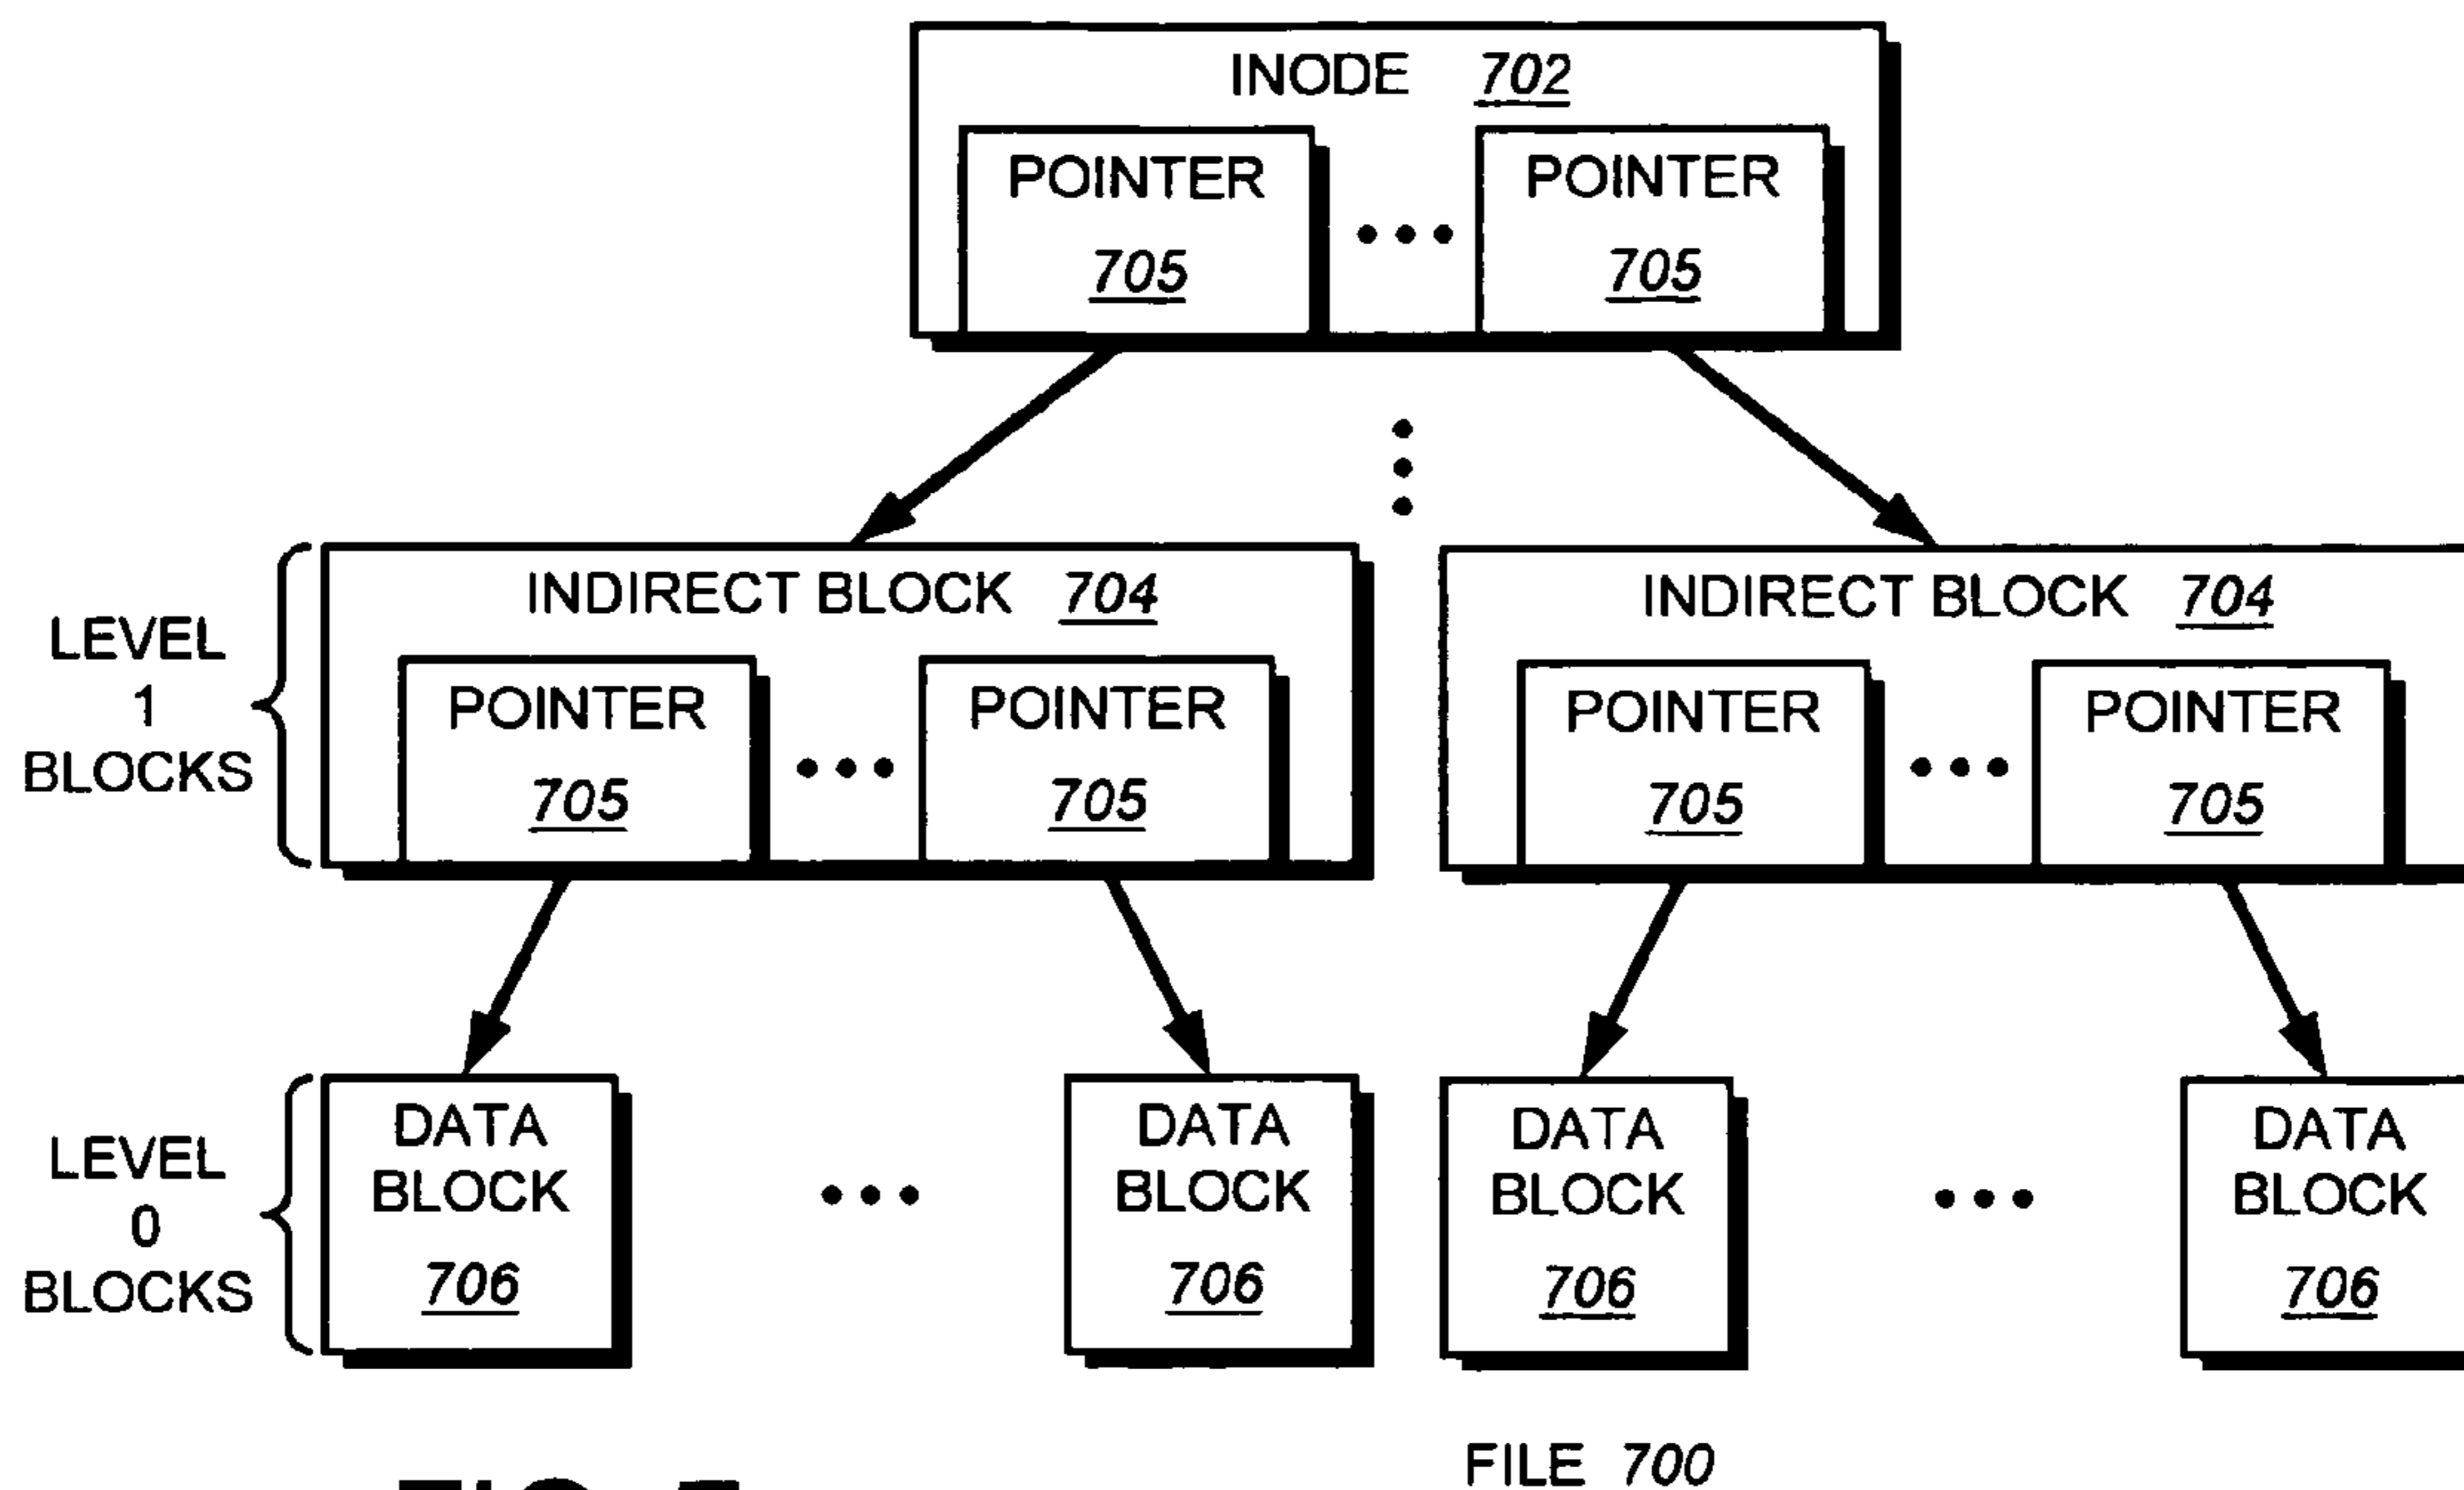 INODE 702
POINTER POINTER
705 ••• 705
INDIRECT BLOCK 704
LEVEL
1
BLOCKS
POINTER POINTER
705 ••• 705
INDIRECT BLOCK 704
POINTER POINTER
705 ••• 705
LEVEL
0
BLOCKS
DATA
BLOCK
706
•••
DATA
BLOCK
706
DATA
BLOCK
706
•••
DATA
BLOCK
706
FILE 700